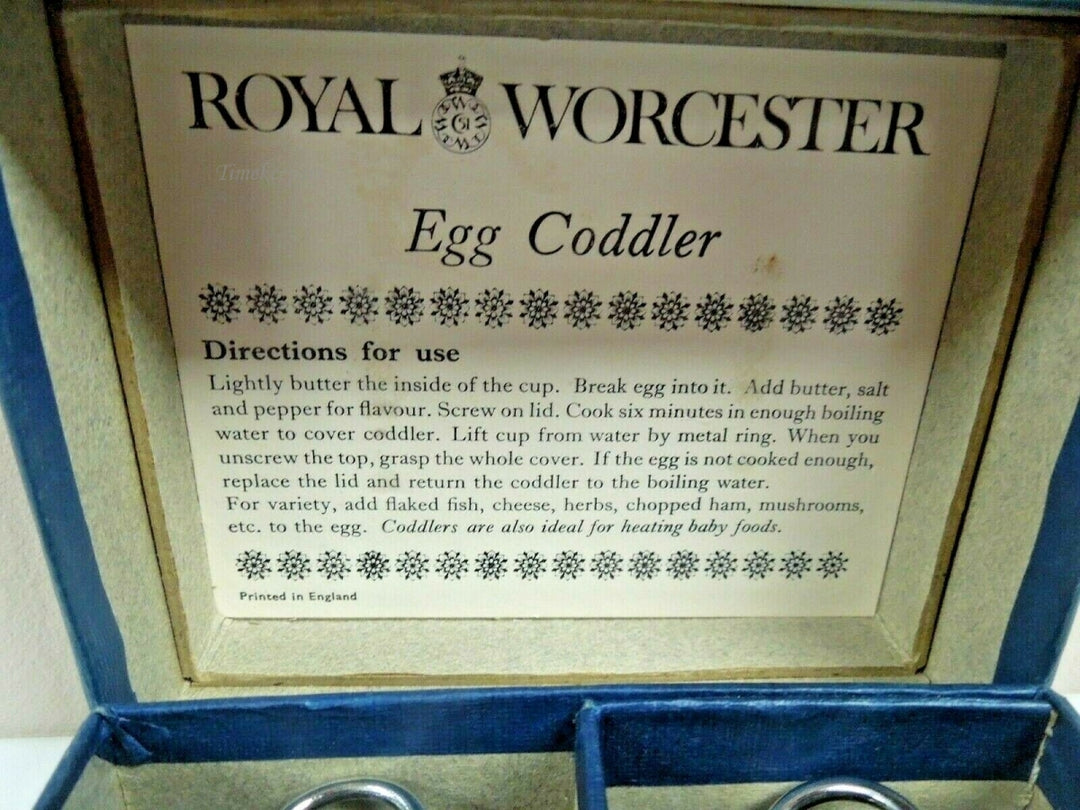 ROYAL WORCESTER
Egg Coddler
Directions for use
Lightly butter the inside of the cup. Break egg into it. Add butter, salt
and pepper for flavour. Screw on lid. Cook six minutes in enough boiling
water to cover coddler. Lift cup from water by metal ring. When you
unscrew the top, grasp the whole cover. If the egg is not cooked enough,
replace the lid and return the coddler to the boiling water.
For variety, add flaked fish, cheese, herbs, chopped ham, mushrooms,
etc. to the egg. Coddlers are also ideal for heating baby foods.
Printed in England